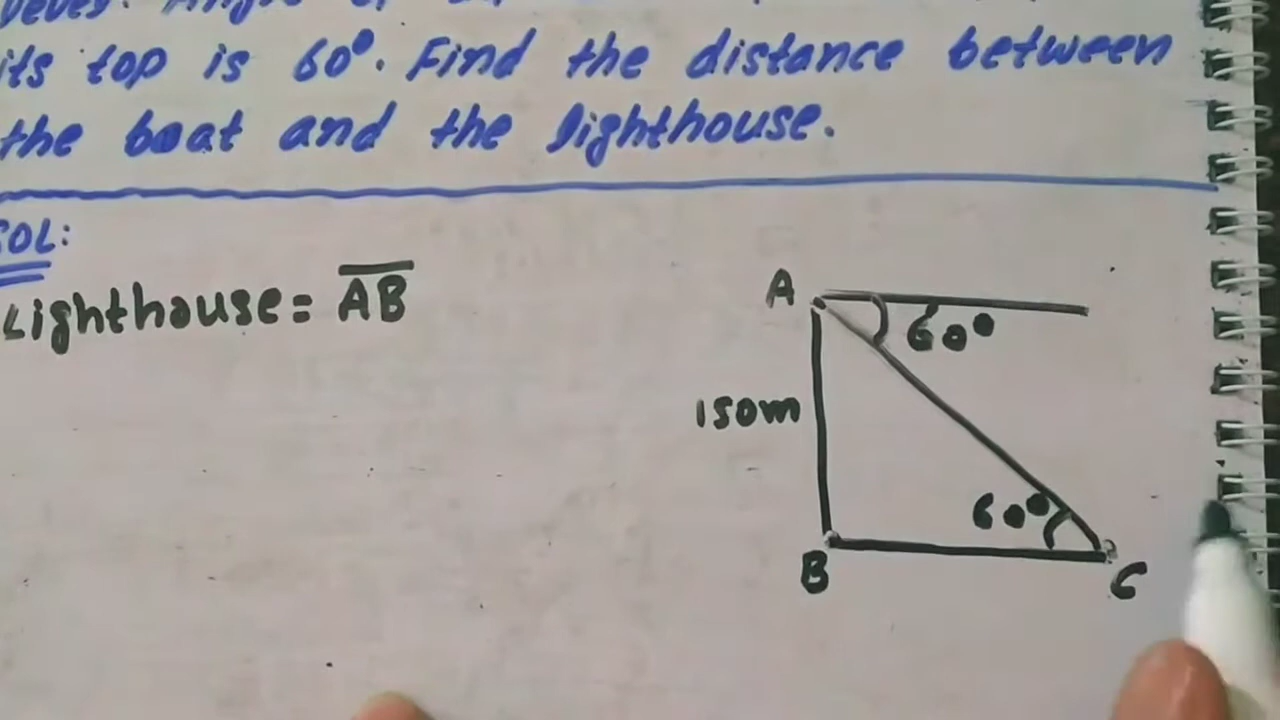 its top is 60°. Find the distance between
the boat and the lighthouse.
SOL:
Lighthouse = AB
A
60°
150m
60°
B
C